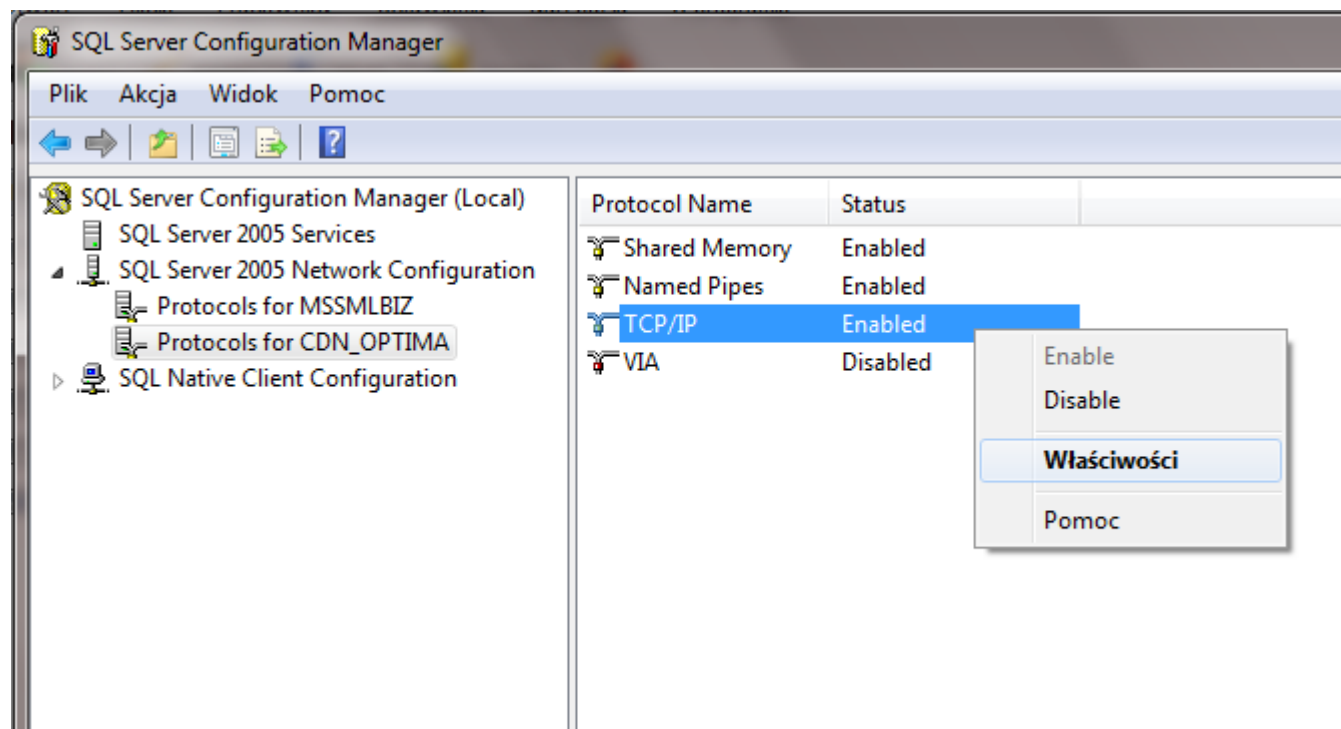 SQL Server Configuration Manager
Plik Akcja Widok Pomoc
SQL Server Configuration Manager (Local)
SQL Server 2005 Services
SQL Server 2005 Network Configuration
Protocols for MSSMLBIZ
Protocols for CDN_OPTIMA
SQL Native Client Configuration
Protocol Name Status
Shared Memory Enabled
Named Pipes Enabled
TCP/IP Enabled
VIA Disabled
Enable
Disable
Właściwości
Pomoc